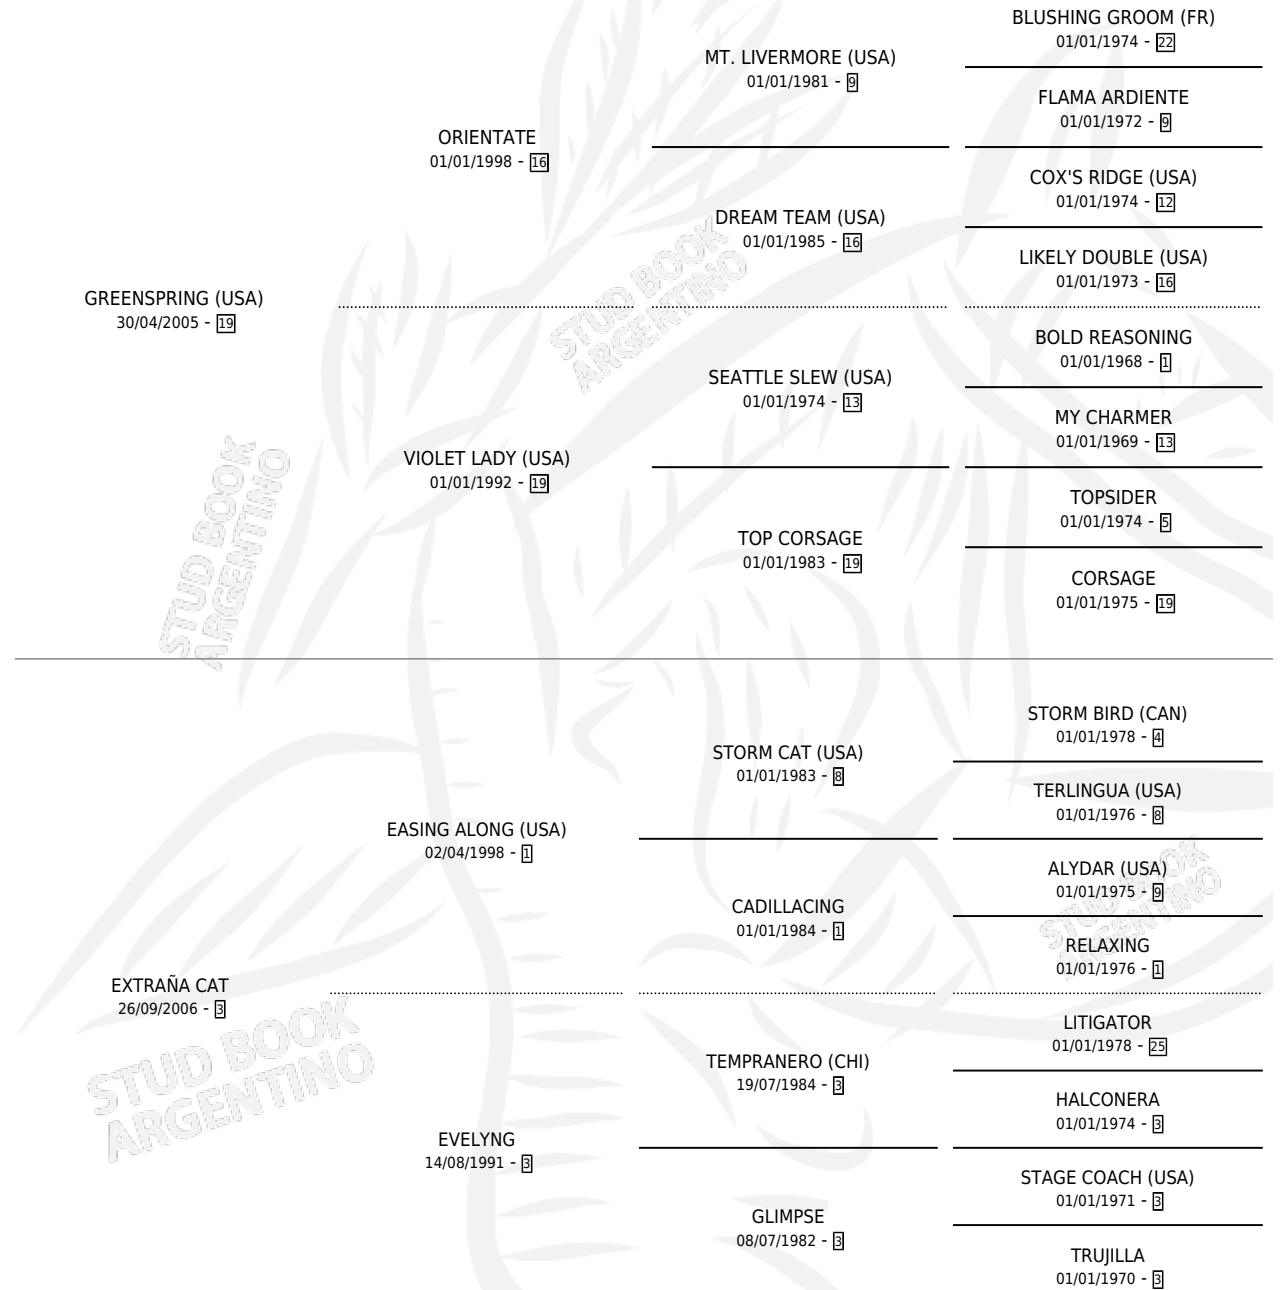 BLUSHING GROOM (FR)
01/01/1974 - 22
MT. LIVERMORE (USA)
01/01/1981 - 9
FLAMA ARDIENTE
01/01/1972 - 9
ORIENTATE
01/01/1998 - 16
COX'S RIDGE (USA)
01/01/1974 - 12
DREAM TEAM (USA)
01/01/1985 - 16
LIKELY DOUBLE (USA)
01/01/1973 - 16
GREENSPRING (USA)
30/04/2005 - 19
BOLD REASONING
01/01/1968 - 1
SEATTLE SLEW (USA)
01/01/1974 - 13
MY CHARMER
01/01/1969 - 13
VIOLET LADY (USA)
01/01/1992 - 19
TOPSIDER
01/01/1974 - 5
TOP CORSAGE
01/01/1983 - 19
CORSAGE
01/01/1975 - 19
STORM BIRD (CAN)
01/01/1978 - 4
STORM CAT (USA)
01/01/1983 - 8
TERLINGUA (USA)
01/01/1976 - 8
EASING ALONG (USA)
02/04/1998 - 1
ALYDAR (USA)
01/01/1975 - 9
CADILLACING
01/01/1984 - 1
RELAXING
01/01/1976 - 1
EXTRAÑA CAT
26/09/2006 - 3
LITIGATOR
01/01/1978 - 25
TEMPRANERO (CHI)
19/07/1984 - 3
HALCONERA
01/01/1974 - 3
EVELYNG
14/08/1991 - 3
STAGE COACH (USA)
01/01/1971 - 3
GLIMPSE
08/07/1982 - 3
TRUJILLA
01/01/1970 - 3
STUD BOOK
ARGENTINO
STUD BOOK
ARGENTINO
STUD BOOK
ARGENTINO
STUD BOOK
ARGENTINO